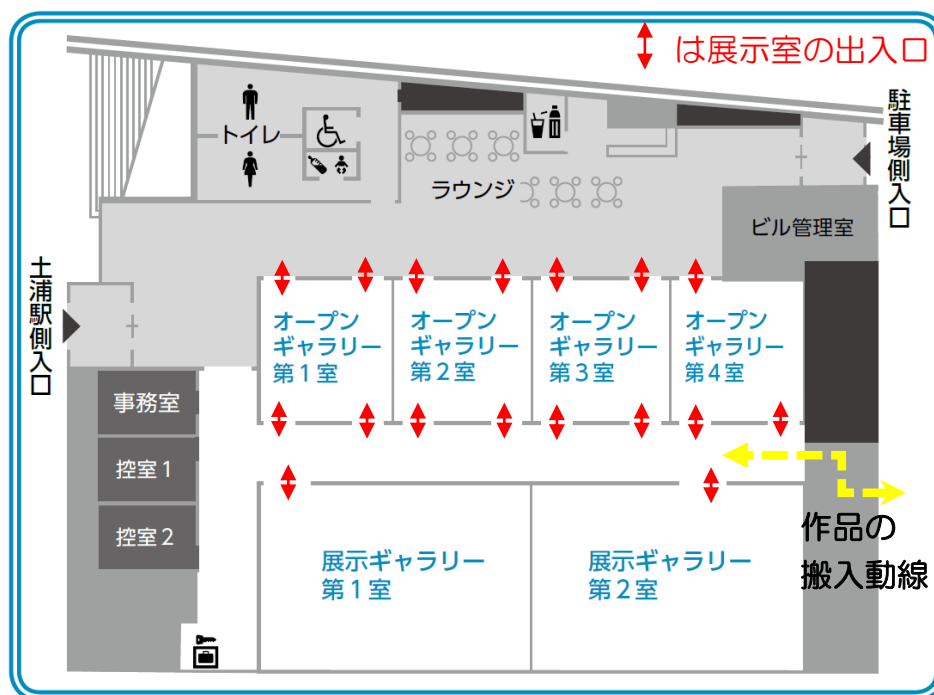 は展示室の出入口
駐車場側入口
トイレ
ラウンジ
ビル管理室
土浦駅側入口
オープン
ギャラリー
第1室
オープン
ギャラリー
第2室
オープン
ギャラリー
第3室
オープン
ギャラリー
第4室
事務室
控室1
控室2
作品の
搬入動線
展示ギャラリー
第1室
展示ギャラリー
第2室